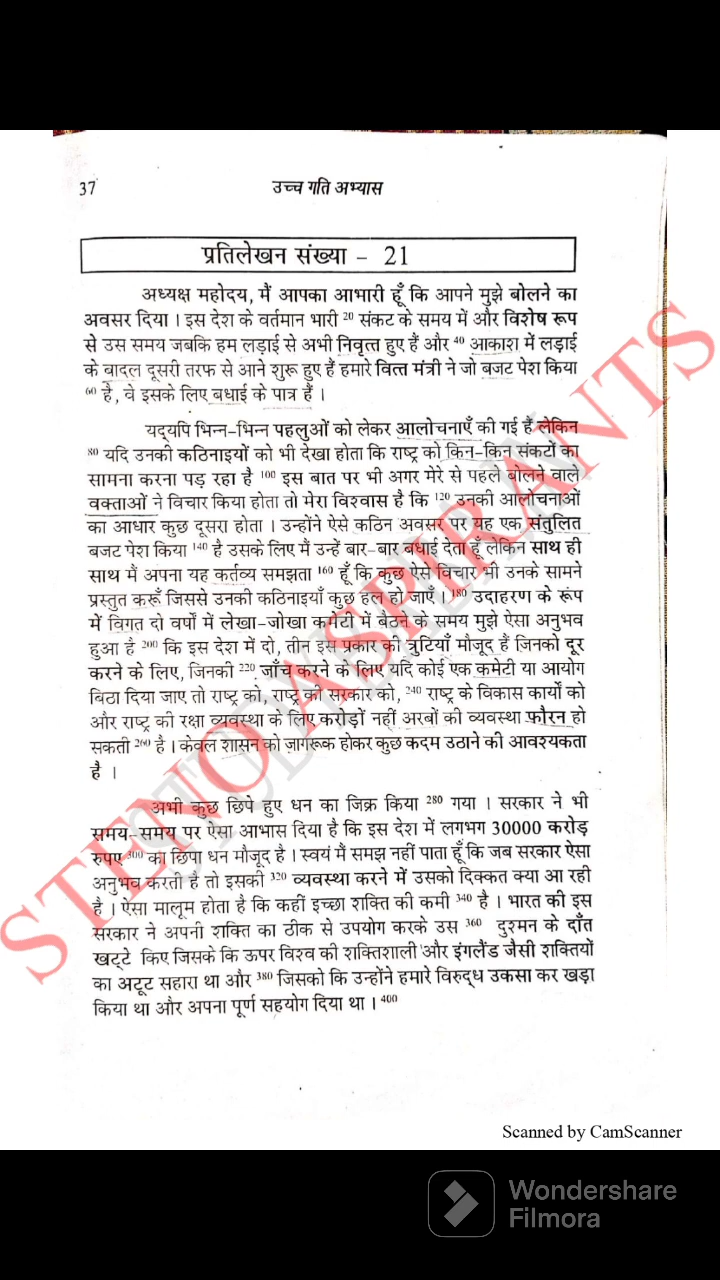 37 उच्च गति अभ्यास
प्रतिलेखन संख्या - 21
अध्यक्ष महोदय, मैं आपका आभारी हूँ कि आपने मुझे बोलने का
अवसर दिया । इस देश के वर्तमान भारी 20 संकट के समय में और विशेष रूप
से उस समय जबकि हम लड़ाई से अभी निवृत्त हुए हैं और 40 आकाश में लड़ाई
के बादल दूसरी तरफ से आने शुरू हुए हैं हमारे वित्त मंत्री ने जो बजट पेश किया
60 है, वे इसके लिए बधाई के पात्र हैं ।
यद्यपि भिन्न-भिन्न पहलुओं को लेकर आलोचनाएँ की गई हैं लेकिन
80 यदि उनकी कठिनाइयों को भी देखा होता कि राष्ट्र को किन-किन संकटों का
सामना करना पड़ रहा है 100 इस बात पर भी अगर मेरे से पहले बोलने वाले
वक्ताओं ने विचार किया होता तो मेरा विश्वास है कि 120 उनकी आलोचनाओं
का आधार कुछ दूसरा होता । उन्होंने ऐसे कठिन अवसर पर यह एक संतुलित
बजट पेश किया 140 है उसके लिए मैं उन्हें बार-बार बधाई देता हूँ लेकिन साथ ही
साथ मैं अपना यह कर्तव्य समझता 160 हूँ कि कुछ ऐसे विचार भी उनके सामने
प्रस्तुत करूँ जिससे उनकी कठिनाइयाँ कुछ हल हो जाएँ । 180 उदाहरण के रूप
में विगत दो वर्षों में लेखा-जोखा कमेटी में बैठने के समय मुझे ऐसा अनुभव
हुआ है 200 कि इस देश में दो, तीन इस प्रकार की त्रुटियाँ मौजूद हैं जिनको दूर
करने के लिए, जिनकी 220 जाँच करने के लिए यदि कोई एक कमेटी या आयोग
बिठा दिया जाए तो राष्ट्र को, राष्ट्र की सरकार को, 240 राष्ट्र के विकास कार्यों को
और राष्ट्र की रक्षा व्यवस्था के लिए करोड़ों नहीं अरबों की व्यवस्था फौरन हो
सकती 260 है । केवल शासन को जागरूक होकर कुछ कदम उठाने की आवश्यकता
है ।
अभी कुछ छिपे हुए धन का जिक्र किया 280 गया । सरकार ने भी
समय-समय पर ऐसा आभास दिया है कि इस देश में लगभग 30000 करोड़
रुपए 300 का छिपा धन मौजूद है । स्वयं मैं समझ नहीं पाता हूँ कि जब सरकार ऐसा
अनुभव करती है तो इसकी 320 व्यवस्था करने में उसको दिक्कत क्या आ रही
है । ऐसा मालूम होता है कि कहीं इच्छा शक्ति की कमी 340 है । भारत की इस
सरकार ने अपनी शक्ति का ठीक से उपयोग करके उस 360 दुश्मन के दाँत
खट्टे किए जिसके कि ऊपर विश्व की शक्तिशाली और इंगलैंड जैसी शक्तियों
का अटूट सहारा था और 380 जिसको कि उन्होंने हमारे विरुद्ध उकसा कर खड़ा
किया था और अपना पूर्ण सहयोग दिया था । 400
STENO ASPIRANTS
Scanned by CamScanner
Wondershare
Filmora